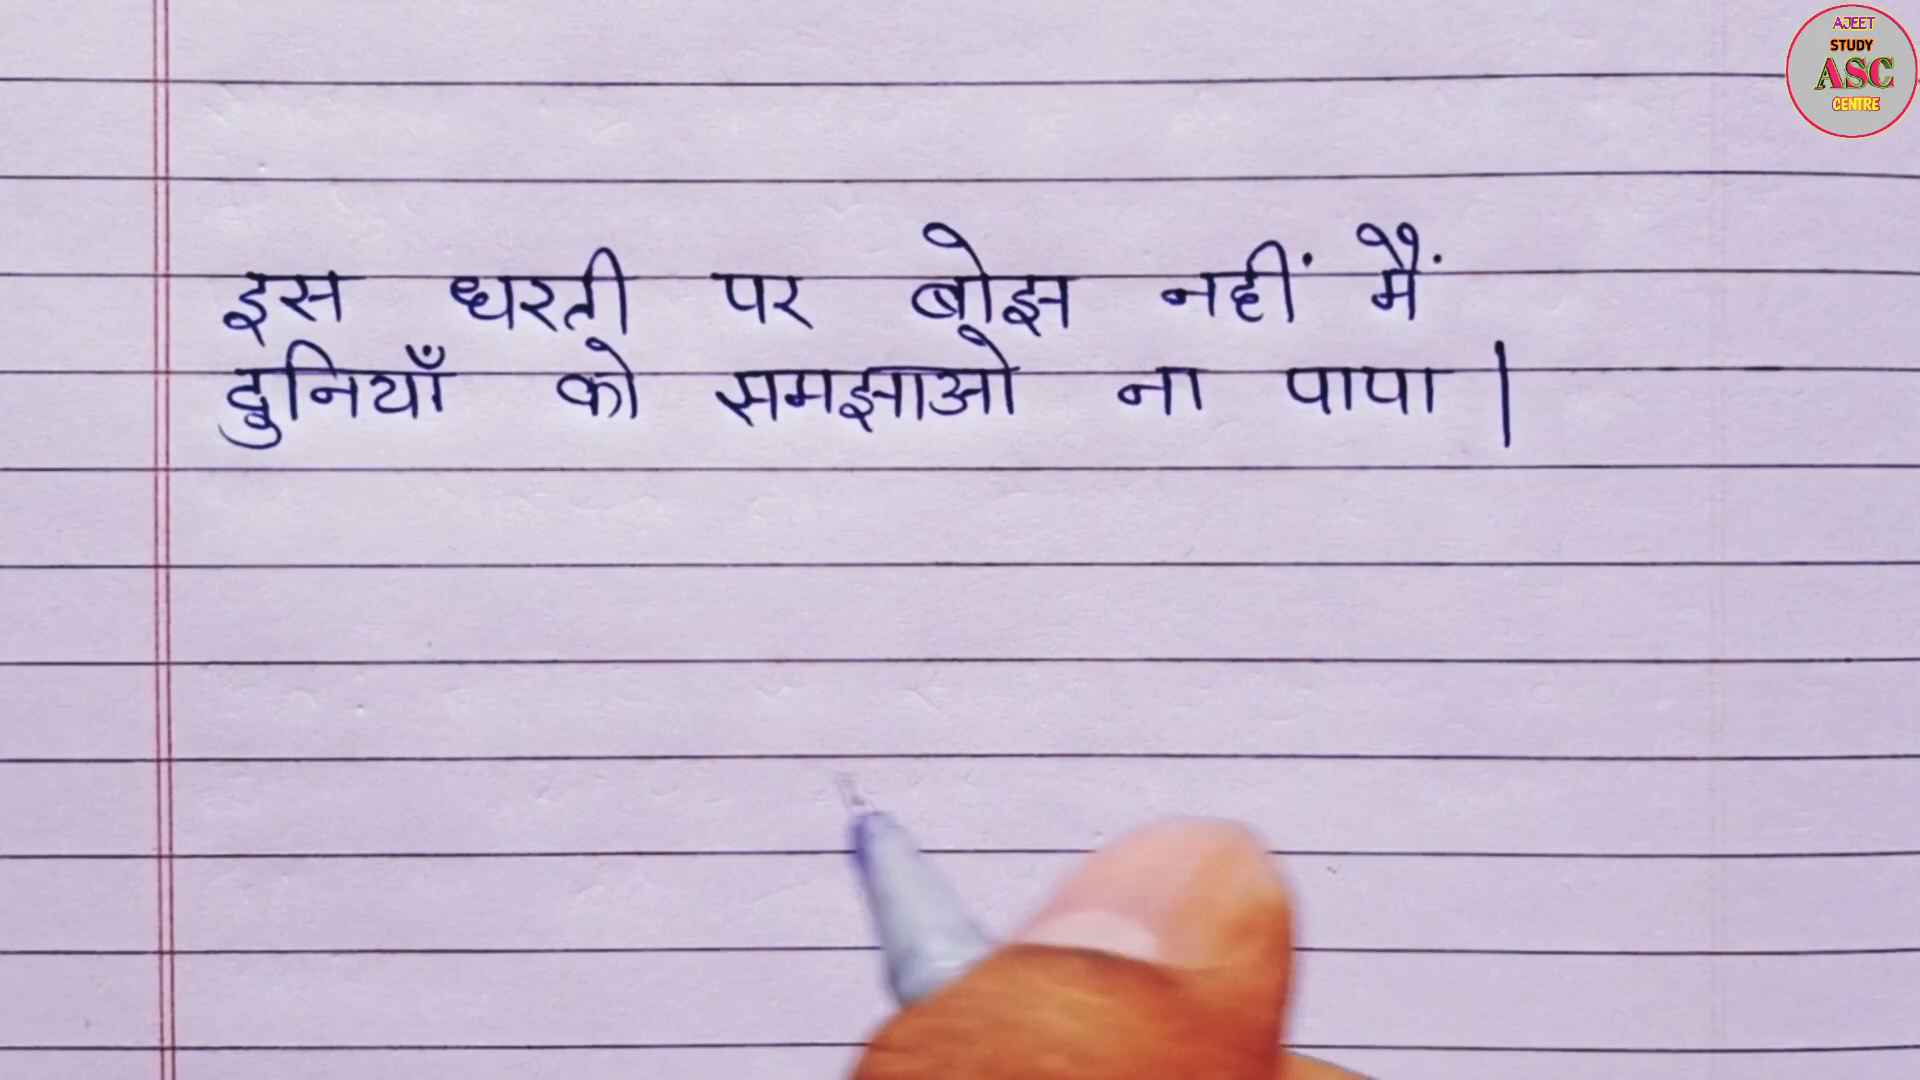 AJEET
STUDY
ASC
CENTRE
इस धरती पर बोझ नहीं मैं
दुनियाँ को समझाओ ना पापा |